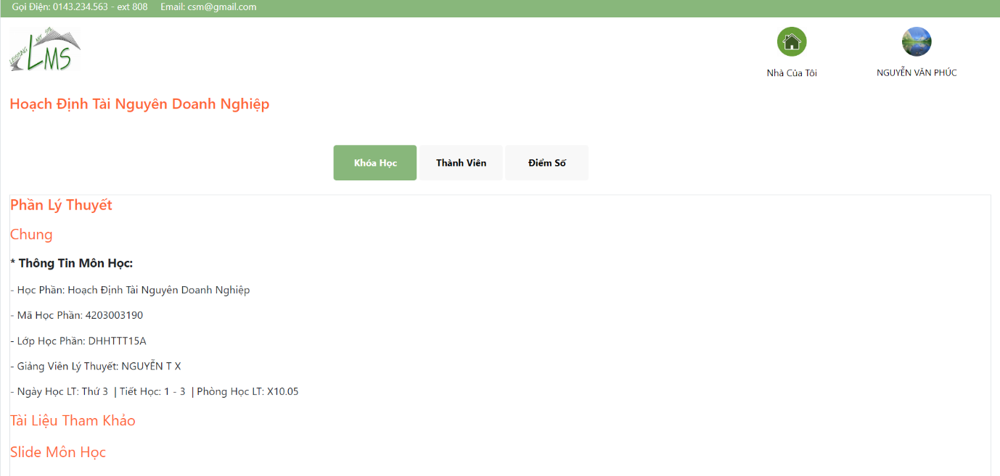 Gọi Điện: 0143.234.563 - ext 808 Email: csm@gmail.com
LMS
Nhà Của Tôi
NGUYỄN VĂN PHÚC
Hoạch Định Tài Nguyên Doanh Nghiệp
Khóa Học
Thành Viên
Điểm Số
Phần Lý Thuyết
Chung
* Thông Tin Môn Học:
- Học Phần: Hoạch Định Tài Nguyên Doanh Nghiệp
- Mã Học Phần: 4203003190
- Lớp Học Phần: DHHTTT15A
- Giảng Viên Lý Thuyết: NGUYỄN T X
- Ngày Học LT: Thứ 3 | Tiết Học: 1 - 3 | Phòng Học LT: X10.05
Tài Liệu Tham Khảo
Slide Môn Học